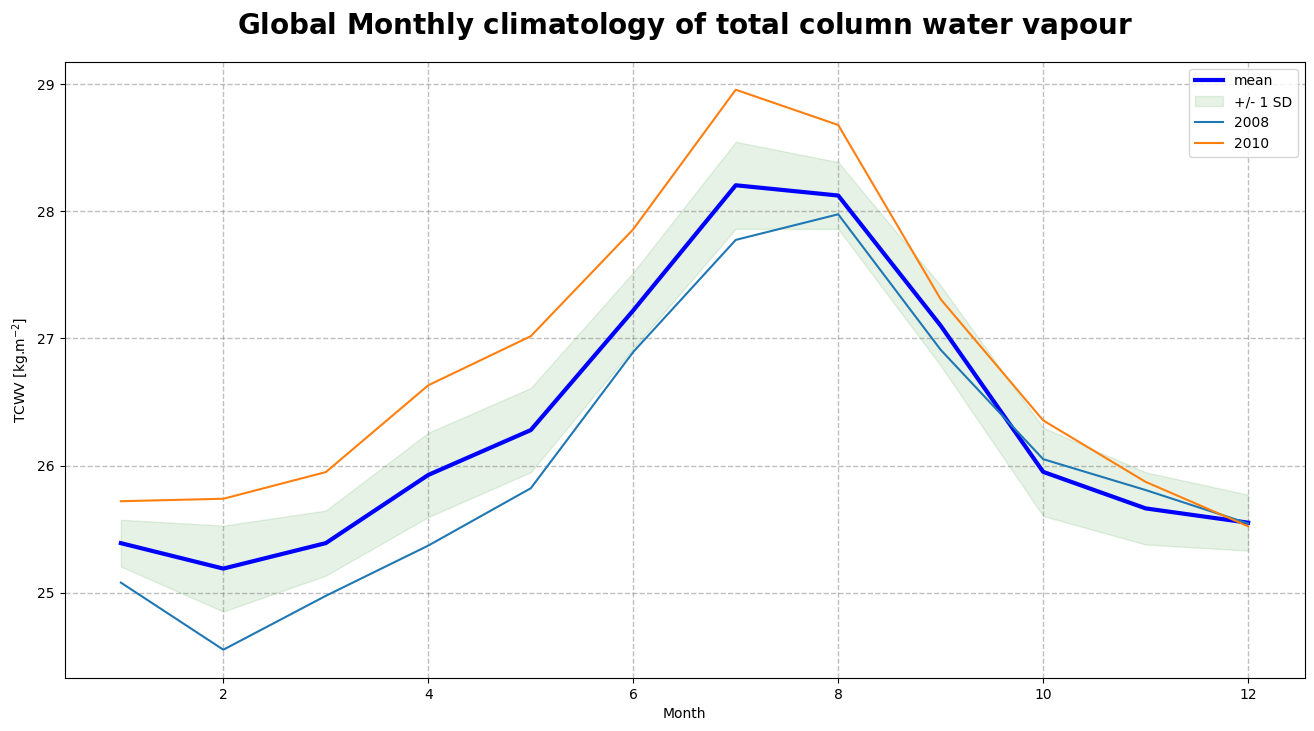 Global Monthly climatology of total column water vapour
29
28
27
26
25
TCWV [kg.m⁻²]
mean
+/- 1 SD
2008
2010
2 4 6 8 10 12
Month